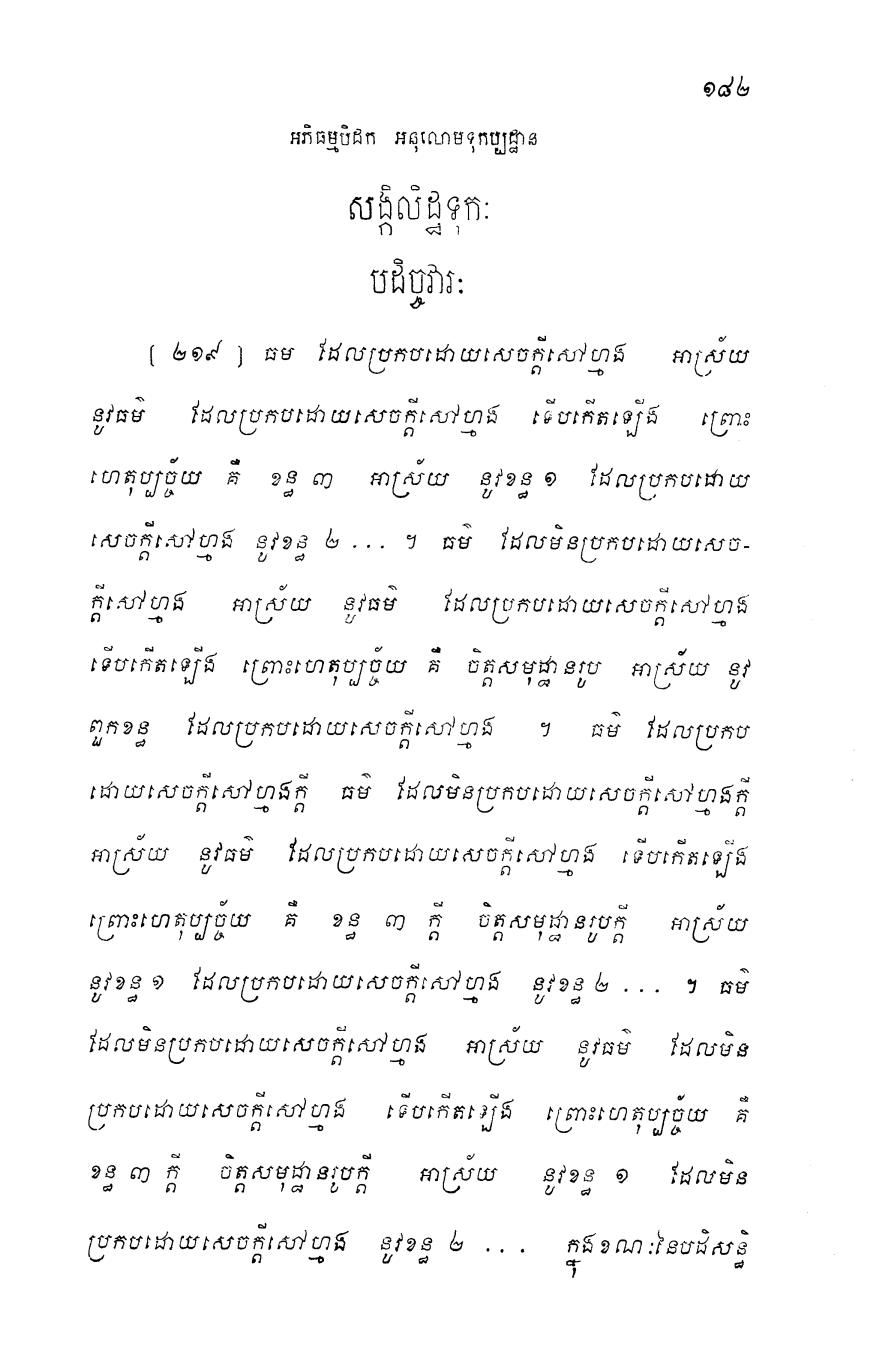 ១៨២
អភិធម្មបិដក អនុលោមទុកប្បដ្ឋាន
សង្កិលិដ្ឋទុកៈ
បដិច្ចវារៈ
[ ២១៩ ] ធម ដែលប្រកបដោយសេចក្តីសៅហ្មង អាស្រ័យ
នូវធម៌ ដែលប្រកបដោយសេចក្តីសៅហ្មង ទើបកើតឡើង ព្រោះ
ហេតុប្បច្ច័យ គឺ ខន្ធ ៣ អាស្រ័យ នូវខន្ធ ១ ដែលប្រកបដោយ
សេចក្តីសៅហ្មង នូវខន្ធ ២ ... ។ ធម៌ ដែលមិនប្រកបដោយសេច-
ក្តីសៅហ្មង អាស្រ័យ នូវធម៌ ដែលប្រកបដោយសេចក្តីសៅហ្មង
ទើបកើតឡើង ព្រោះហេតុប្បច្ច័យ គឺ ចិត្តសមុដ្ឋានរូប អាស្រ័យ នូវ
ពួកខន្ធ ដែលប្រកបដោយសេចក្តីសៅហ្មង ។ ធម៌ ដែលប្រកប
ដោយសេចក្តីសៅហ្មងក្តី ធម៌ ដែលមិនប្រកបដោយសេចក្តីសៅហ្មងក្តី
អាស្រ័យ នូវធម៌ ដែលប្រកបដោយសេចក្តីសៅហ្មង ទើបកើតឡើង
ព្រោះហេតុប្បច្ច័យ គឺ ខន្ធ ៣ ក្តី ចិត្តសមុដ្ឋានរូបក្តី អាស្រ័យ
នូវខន្ធ ១ ដែលប្រកបដោយសេចក្តីសៅហ្មង នូវខន្ធ ២ ... ។ ធម៌
ដែលមិនប្រកបដោយសេចក្តីសៅហ្មង អាស្រ័យ នូវធម៌ ដែលមិន
ប្រកបដោយសេចក្តីសៅហ្មង ទើបកើតឡើង ព្រោះហេតុប្បច្ច័យ គឺ
ខន្ធ ៣ ក្តី ចិត្តសមុដ្ឋានរូបក្តី អាស្រ័យ នូវខន្ធ ១ ដែលមិន
ប្រកបដោយសេចក្តីសៅហ្មង នូវខន្ធ ២ ... ក្នុងខណៈនៃបដិសន្ធិ